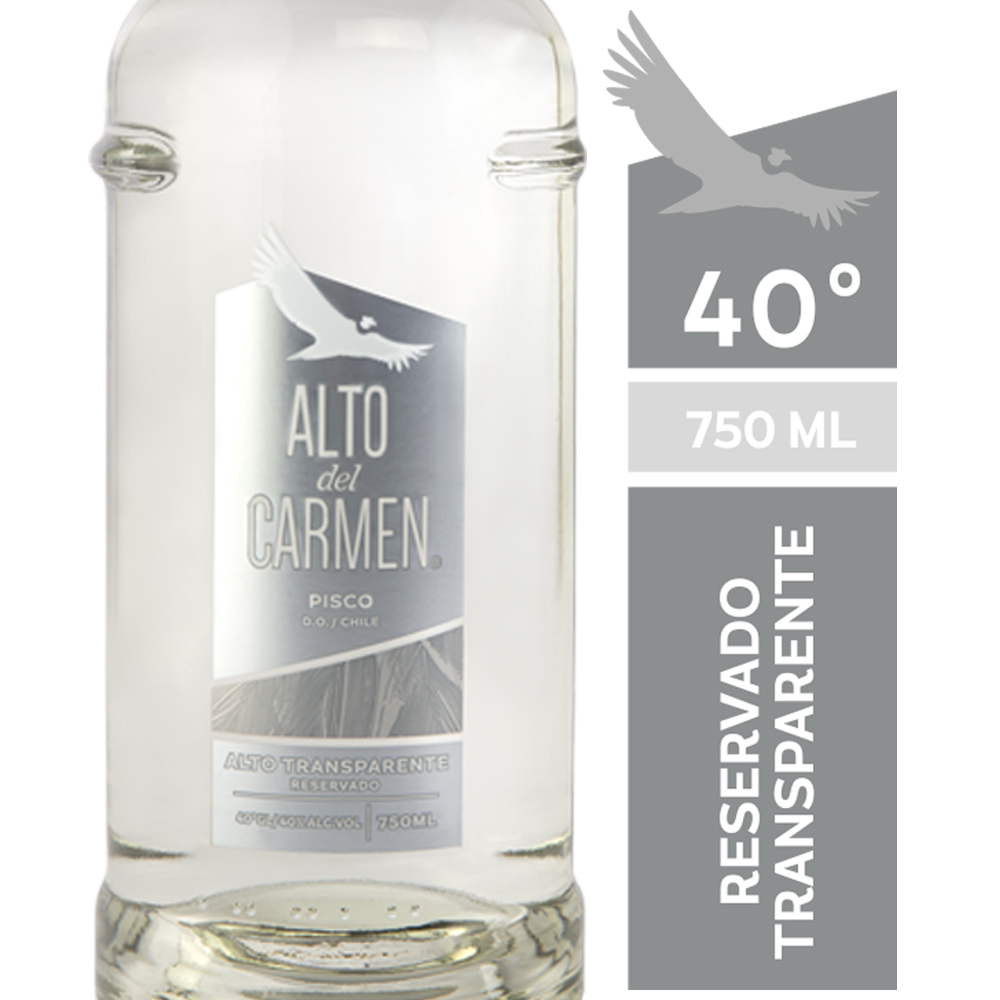 ALTO
del
CARMEN®
PISCO
D.O. / CHILE
ALTO TRANSPARENTE
RESERVADO
40°GL/40%ALC.VOL | 750ML
40°
750 ML
RESERVADO
TRANSPARENTE